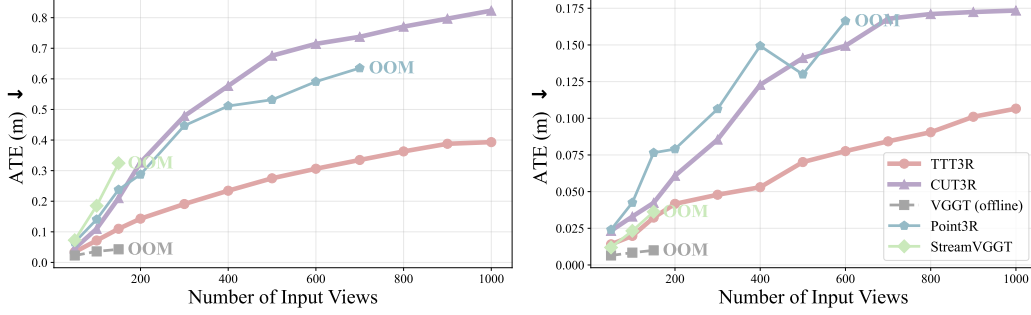 0.8
0.7
0.6
0.5
0.4
0.3
0.2
0.1
0.0
ATE (m) ↓
OOM
OOM
OOM
200
400
600
800
1000
Number of Input Views
0.175
0.150
0.125
0.100
0.075
0.050
0.025
0.000
ATE (m) ↓
OOM
OOM
OOM
TTT3R
CUT3R
VGGT (offline)
Point3R
StreamVGGT
200
400
600
800
1000
Number of Input Views